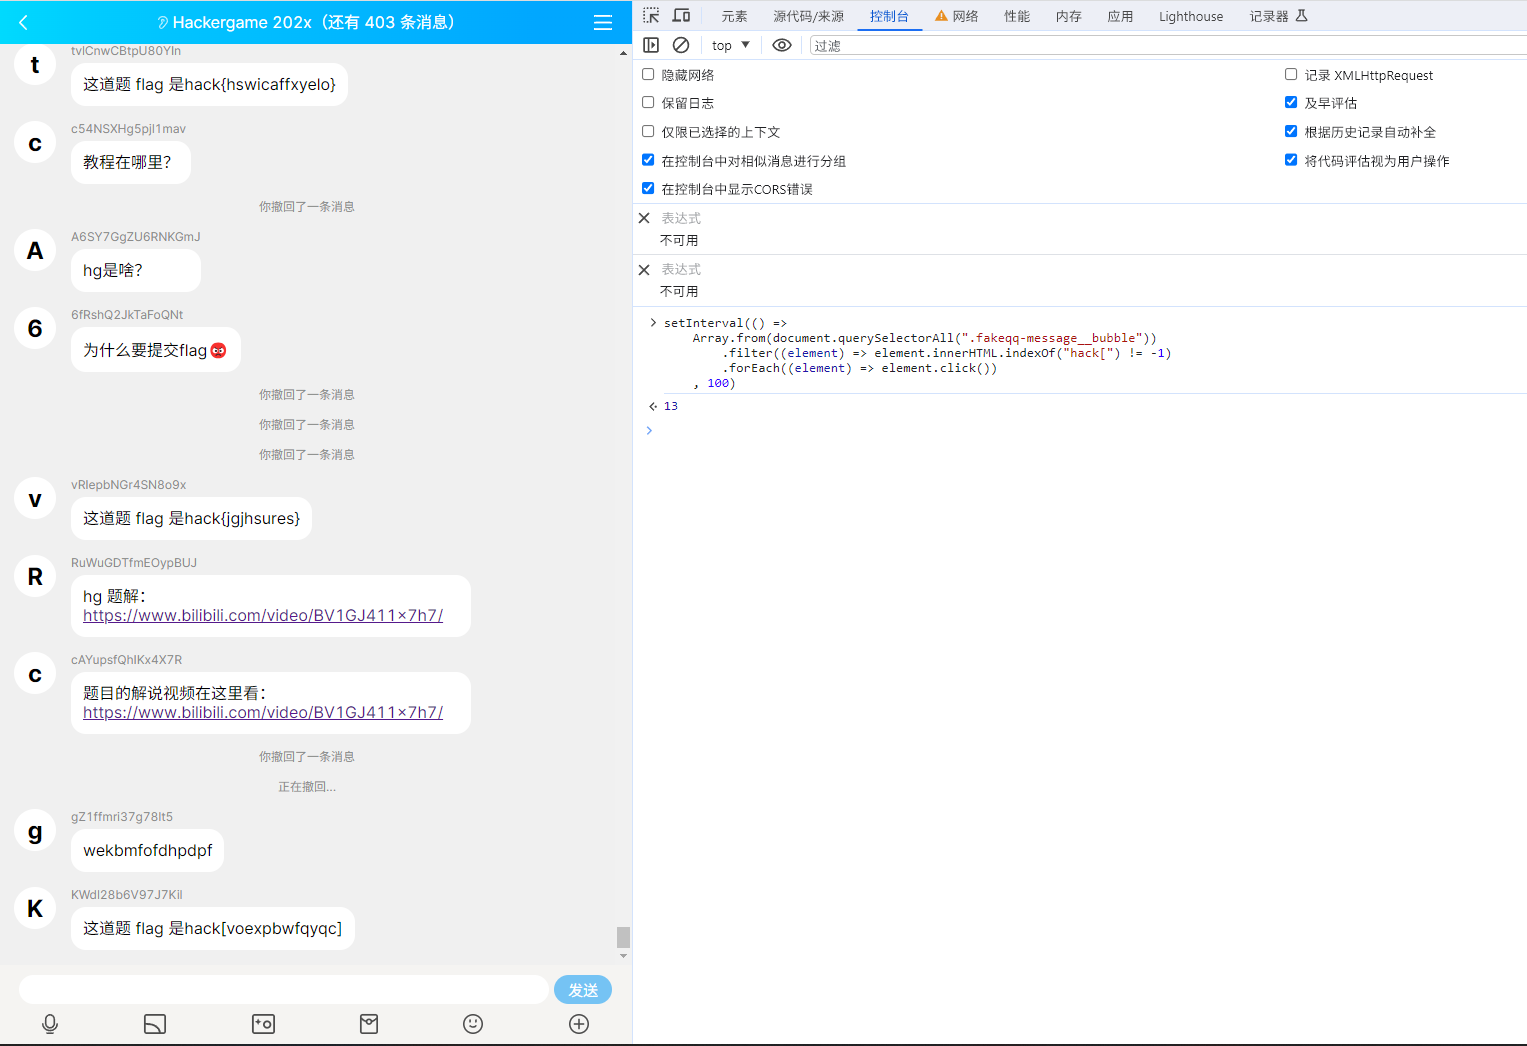 Hackergame 202x（还有 403 条消息）
tvlCnwCBtpU80YIn
t
这道题 flag 是hack{hswicaffxyelo}
c54NSXHg5pjI1mav
c
教程在哪里？
你撤回了一条消息
A6SY7GgZU6RNKGmJ
A
hg是啥？
6fRshQ2JkTaFoQNt
6
为什么要提交flag
你撤回了一条消息
你撤回了一条消息
你撤回了一条消息
vRlepbNGr4SN8o9x
v
这道题 flag 是hack{jgjhsures}
RuWuGDTfmEOypBUJ
R
hg 题解：
https://www.bilibili.com/video/BV1GJ411x7h7/
cAYupsfQhIKx4X7R
c
题目的解说视频在这里看：
https://www.bilibili.com/video/BV1GJ411x7h7/
你撤回了一条消息
正在撤回...
gZ1ffmri37g78It5
g
wekbmfofdhpdpf
KWdI28b6V97J7KiI
K
这道题 flag 是hack[voexpbwfqyqc]
发送
元素 源代码/来源 控制台 网络 性能 内存 应用 Lighthouse 记录器
top 过滤
隐藏网络
记录 XMLHttpRequest
保留日志
及早评估
仅限已选择的上下文
根据历史记录自动补全
在控制台中对相似消息进行分组
将代码评估视为用户操作
在控制台中显示CORS错误
表达式
不可用
表达式
不可用
setInterval(() =>
    Array.from(document.querySelectorAll(".fakeqq-message__bubble"))
        .filter((element) => element.innerHTML.indexOf("hack[") != -1)
        .forEach((element) => element.click())
    , 100)
13